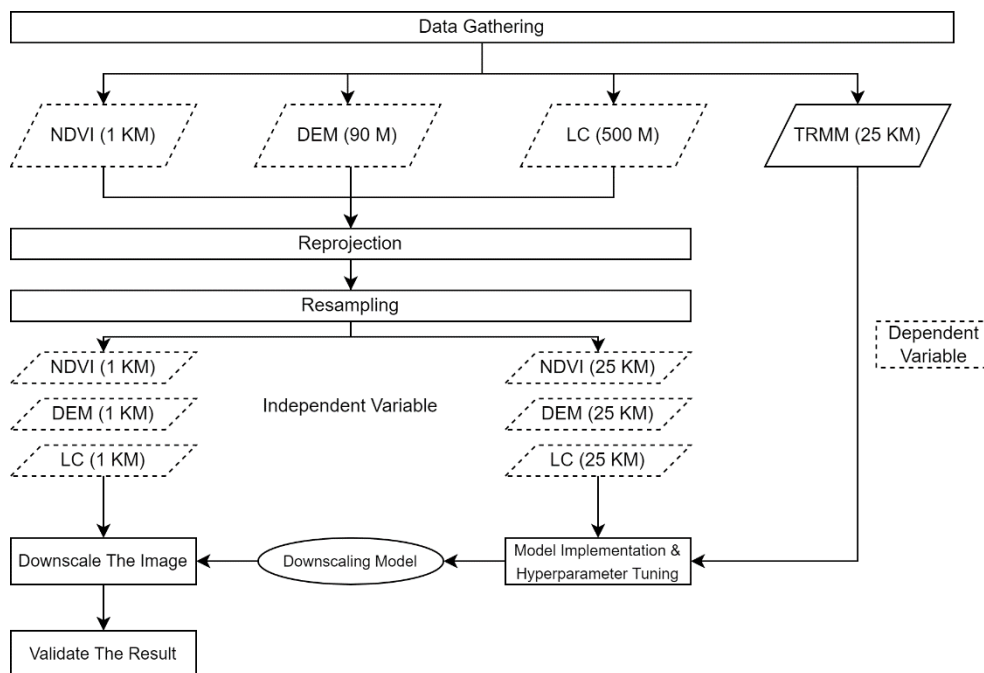 Data Gathering
NDVI (1 KM)
DEM (90 M)
LC (500 M)
TRMM (25 KM)
Reprojection
Resampling
NDVI (1 KM)
NDVI (25 KM)
Independent Variable
DEM (1 KM)
DEM (25 KM)
LC (1 KM)
LC (25 KM)
Dependent
Variable
Downscale The Image
Downscaling Model
Model Implementation &
Hyperparameter Tuning
Validate The Result